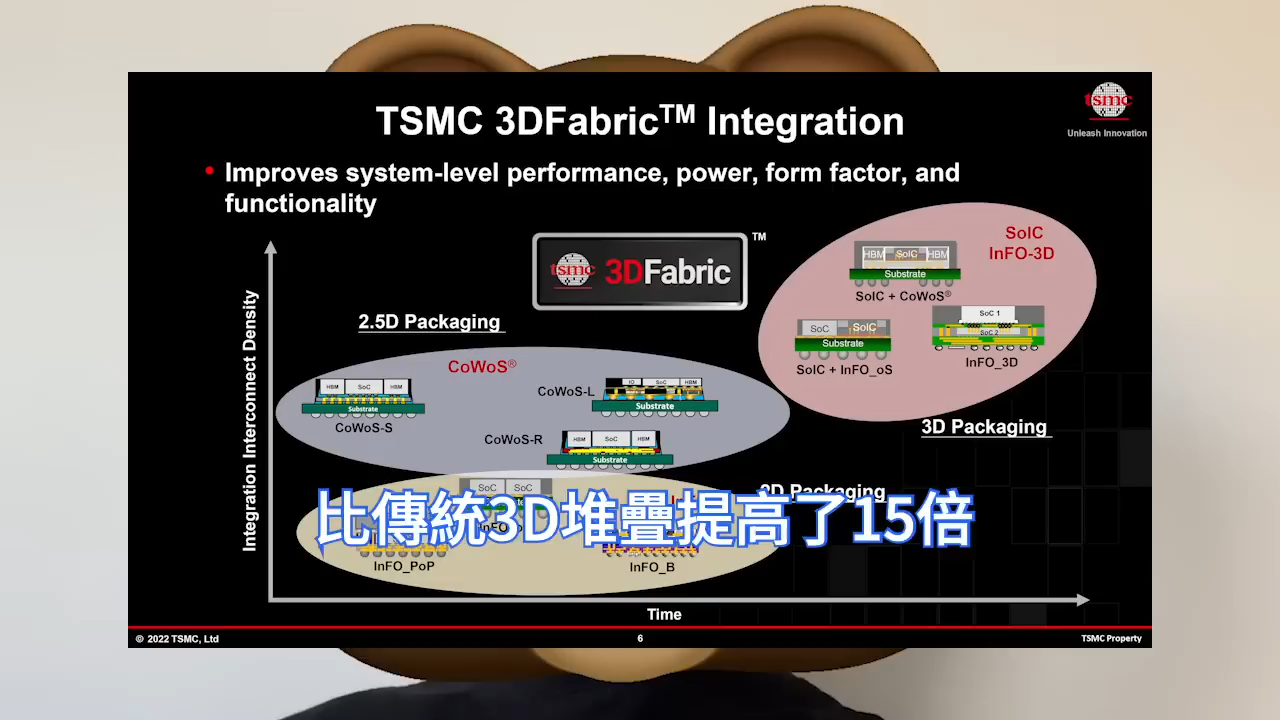 TSMC 3DFabric™ Integration
tsmc
Unleash Innovation
• Improves system-level performance, power, form factor, and
functionality
tsmc 3DFabric
TM
SoIC
InFO-3D
HBM SoIC HBM
Substrate
SoIC + CoWoS®
SoC SoIC
Substrate
SoIC + InFO_oS
SoC 1
SoC 2
InFO_3D
3D Packaging
2.5D Packaging
CoWoS®
HBM SoC HBM
Substrate
CoWoS-S
CoWoS-L
IO SoC HBM
Substrate
CoWoS-R
HBM SoC HBM
Substrate
2D Packaging
SoC SoC
比傳統3D堆疊提高了15倍
InFO_PoP
InFO_B
Integration Interconnect Density
Time
© 2022 TSMC, Ltd
6
TSMC Property